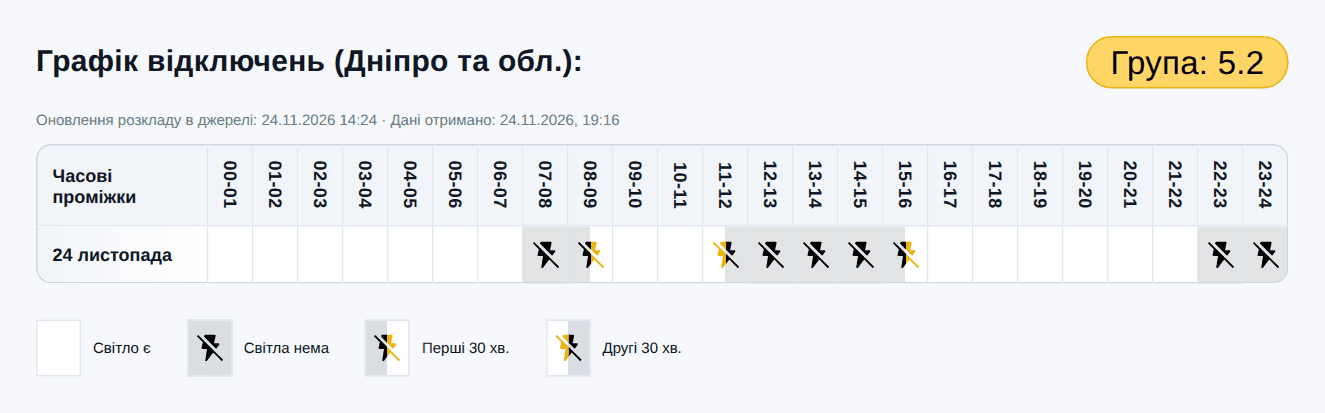 Графік відключень (Дніпро та обл.):
Група: 5.2
Оновлення розкладу в джерелі: 24.11.2026 14:24 · Дані отримано: 24.11.2026, 19:16
Часові
проміжки
00-01
01-02
02-03
03-04
04-05
05-06
06-07
07-08
08-09
09-10
10-11
11-12
12-13
13-14
14-15
15-16
16-17
17-18
18-19
19-20
20-21
21-22
22-23
23-24
24 листопада
Світло є
Світла нема
Перші 30 хв.
Другі 30 хв.